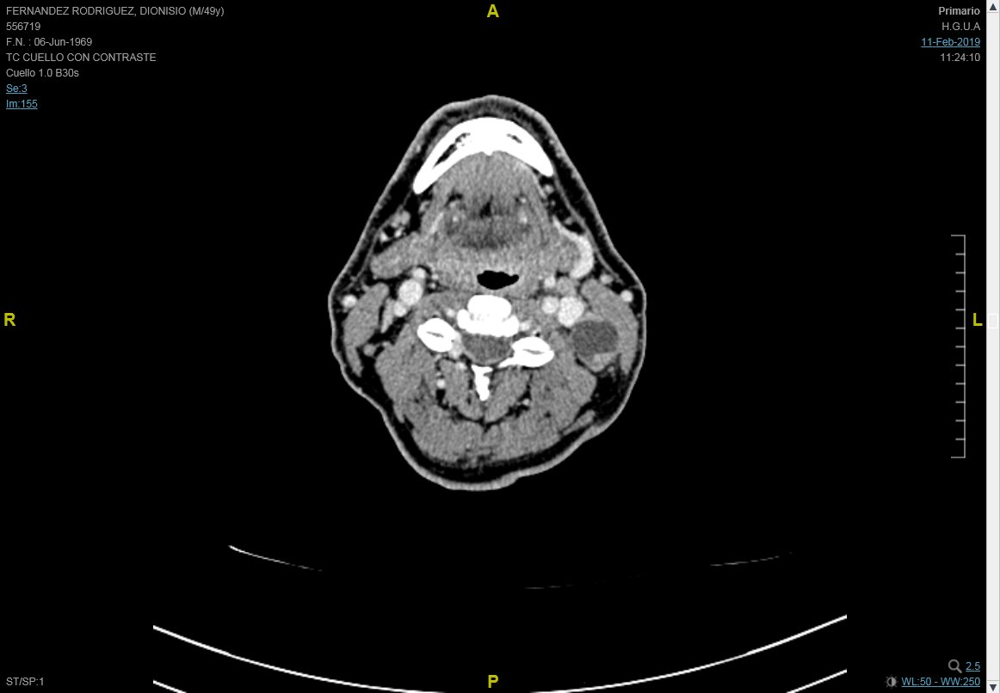 FERNANDEZ RODRIGUEZ, DIONISIO (M/49y)
556719
F.N. : 06-Jun-1969
TC CUELLO CON CONTRASTE
Cuello 1.0 B30s
Se:3
Im:155
A
Primario
H.G.U.A
11-Feb-2019
11:24:10
R
L
ST/SP:1
P
2.5
WL:50 - WW:250